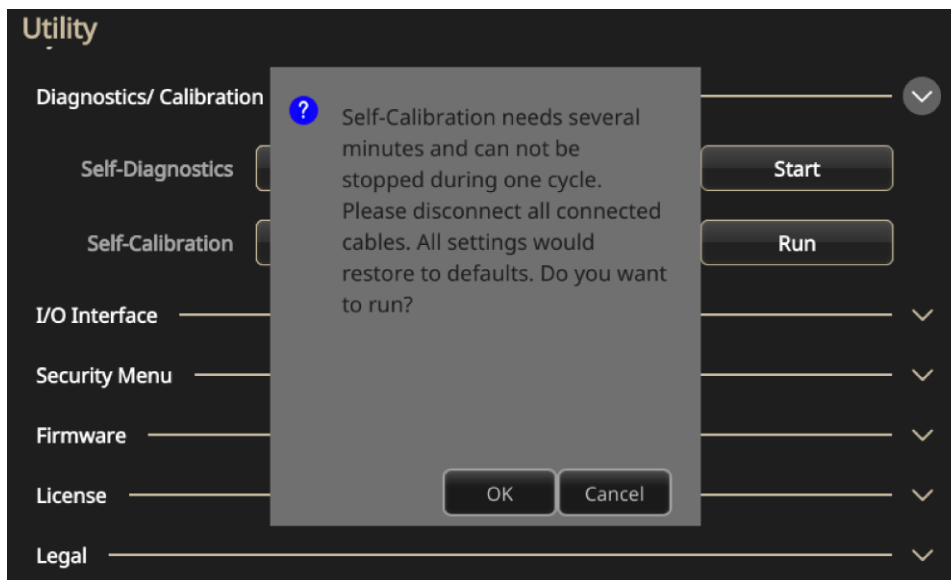 Utility
Diagnostics/ Calibration
?
Self-Calibration needs several
minutes and can not be
stopped during one cycle.
Please disconnect all connected
cables. All settings would
restore to defaults. Do you want
to run?
Self-Diagnostics
Start
Self-Calibration
Run
I/O Interface
Security Menu
Firmware
License
Legal
OK
Cancel